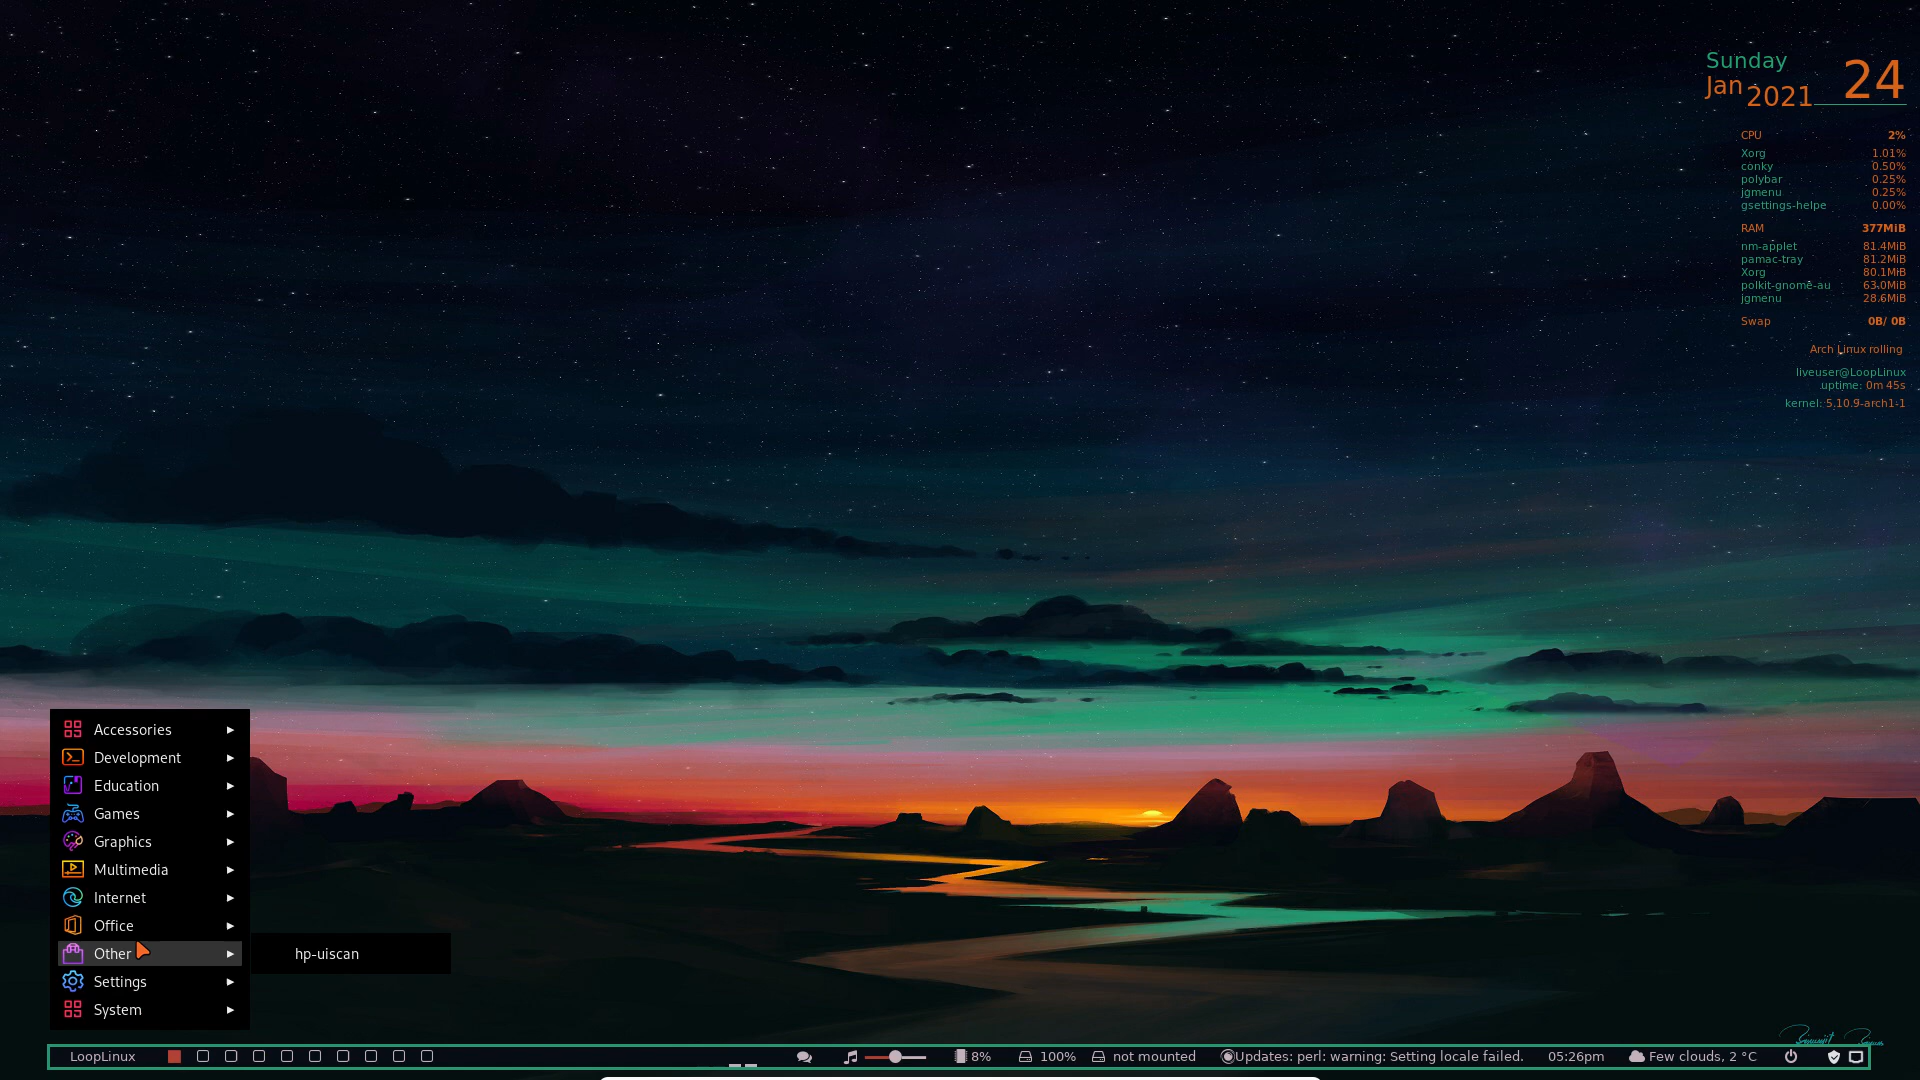 Sunday
Jan 2021 24
CPU 2%
Xorg 1.01%
conky 0.50%
polybar 0.25%
jgmenu 0.25%
gsettings-helpe 0.00%
RAM 377MiB
nm-applet 81.4MiB
pamac-tray 81.2MiB
Xorg 80.1MiB
polkit-gnome-au 63.0MiB
jgmenu 28.6MiB
Swap 0B/ 0B
Arch Linux rolling
liveuser@LoopLinux
uptime: 0m 45s
kernel: 5.10.9-arch1-1
Accessories
Development
Education
Games
Graphics
Multimedia
Internet
Office
Other
hp-uiscan
Settings
System
LoopLinux 8% 100% not mounted Updates: perl: warning: Setting locale failed. 05:26pm Few clouds, 2 °C